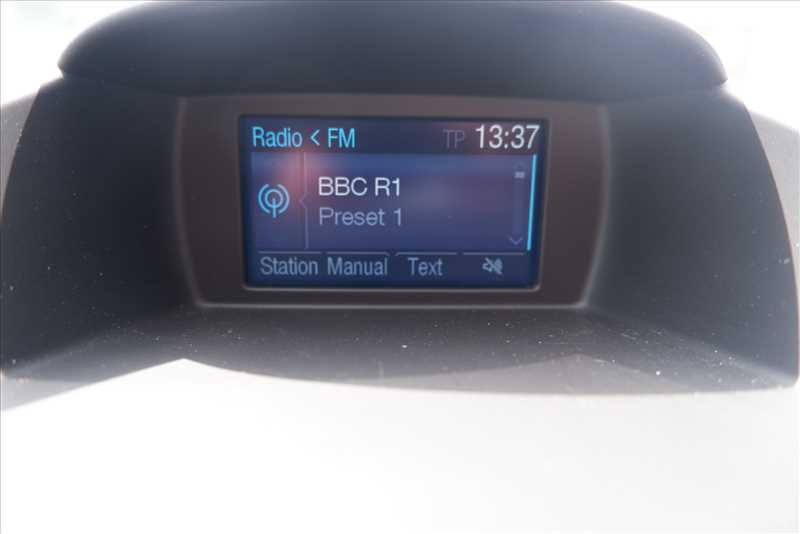 Radio < FM TP 13:37
BBC R1
Preset 1
Station Manual Text